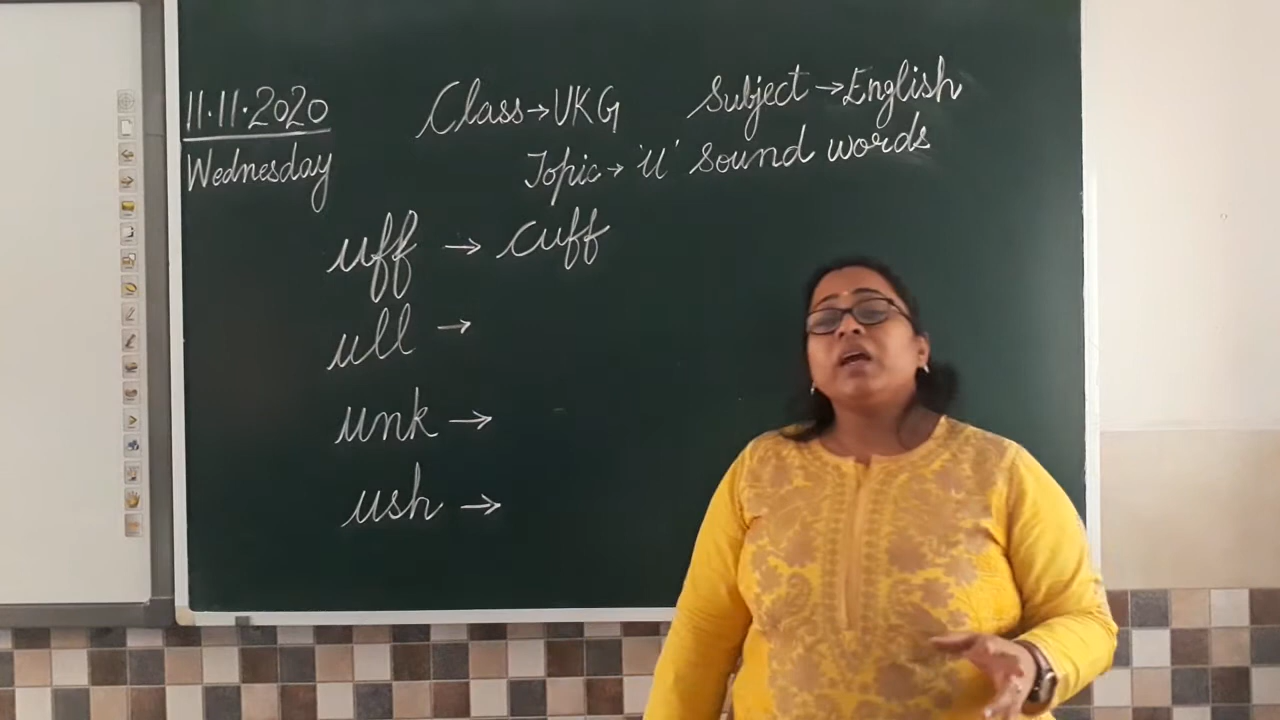 11.11.2020
Wednesday
Class → UKG
Subject → English
Topic → 'u' sound words
uff → cuff
ull →
unk →
ush →